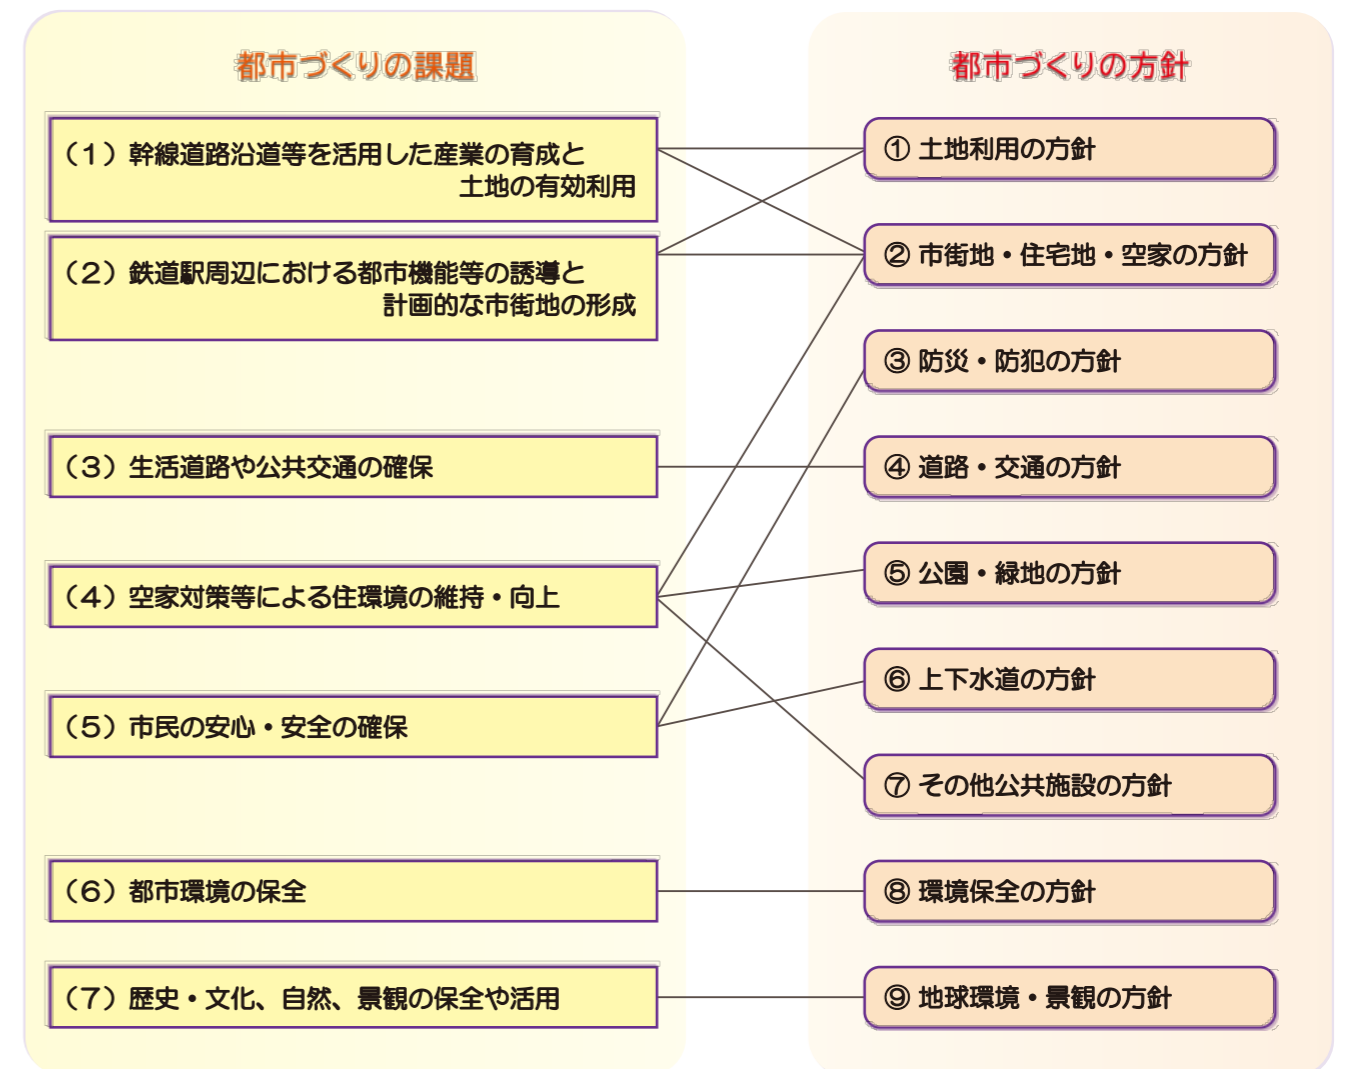 都市づくりの課題
（１）幹線道路沿道等を活用した産業の育成と
土地の有効利用
（２）鉄道駅周辺における都市機能等の誘導と
計画的な市街地の形成
（３）生活道路や公共交通の確保
（４）空家対策等による住環境の維持・向上
（５）市民の安心・安全の確保
（６）都市環境の保全
（７）歴史・文化、自然、景観の保全や活用
都市づくりの方針
① 土地利用の方針
② 市街地・住宅地・空家の方針
③ 防災・防犯の方針
④ 道路・交通の方針
⑤ 公園・緑地の方針
⑥ 上下水道の方針
⑦ その他公共施設の方針
⑧ 環境保全の方針
⑨ 地球環境・景観の方針